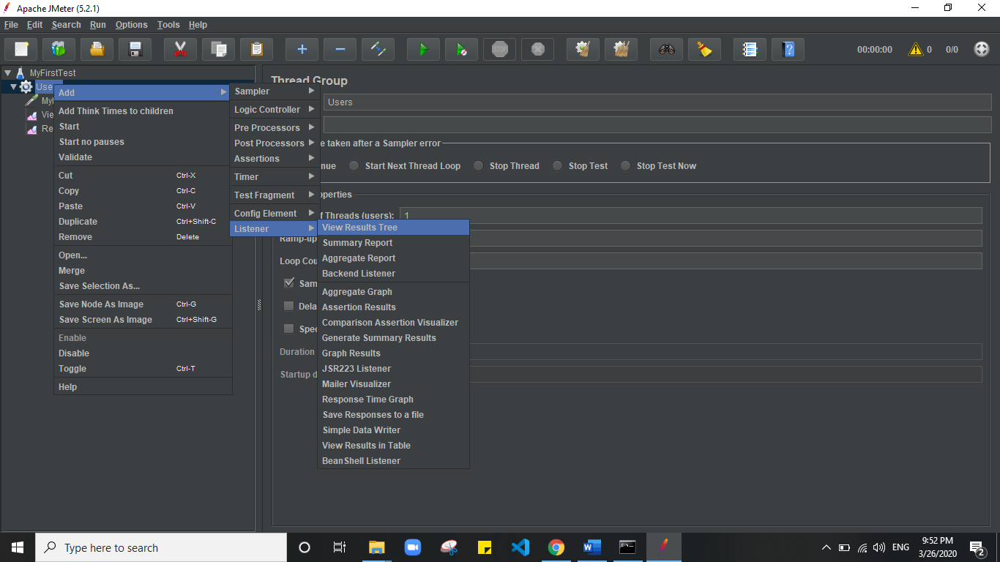 Apache JMeter (5.2.1)
File Edit Search Run Options Tools Help
STOP
00:00:00 0 0/0
MyFirstTest
Use
My
Vie
Re
Add
Add Think Times to children
Start
Start no pauses
Validate
Cut Ctrl-X
Copy Ctrl-C
Paste Ctrl-V
Duplicate Ctrl+Shift-C
Remove Delete
Open...
Merge
Save Selection As...
Save Node As Image Ctrl-G
Save Screen As Image Ctrl+Shift-G
Enable
Disable
Toggle Ctrl-T
Help
Sampler
Logic Controller
Pre Processors
Post Processors
Assertions
Timer
Test Fragment
Config Element
Listener
View Results Tree
Summary Report
Aggregate Report
Backend Listener
Aggregate Graph
Assertion Results
Comparison Assertion Visualizer
Generate Summary Results
Graph Results
JSR223 Listener
Mailer Visualizer
Response Time Graph
Save Responses to a file
Simple Data Writer
View Results in Table
BeanShell Listener
Thread Group
Users
e taken after a Sampler error
nue Start Next Thread Loop Stop Thread Stop Test Stop Test Now
operties
f Threads (users): 1
Ramp-up
Loop Cou
Sam
Dela
Spec
Duration
Startup d
Type here to search
ENG
9:52 PM
3/26/2020
2